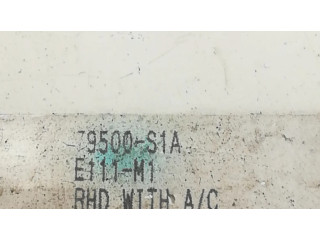 79500-S1A
E111-M1
RHD WITH A/C